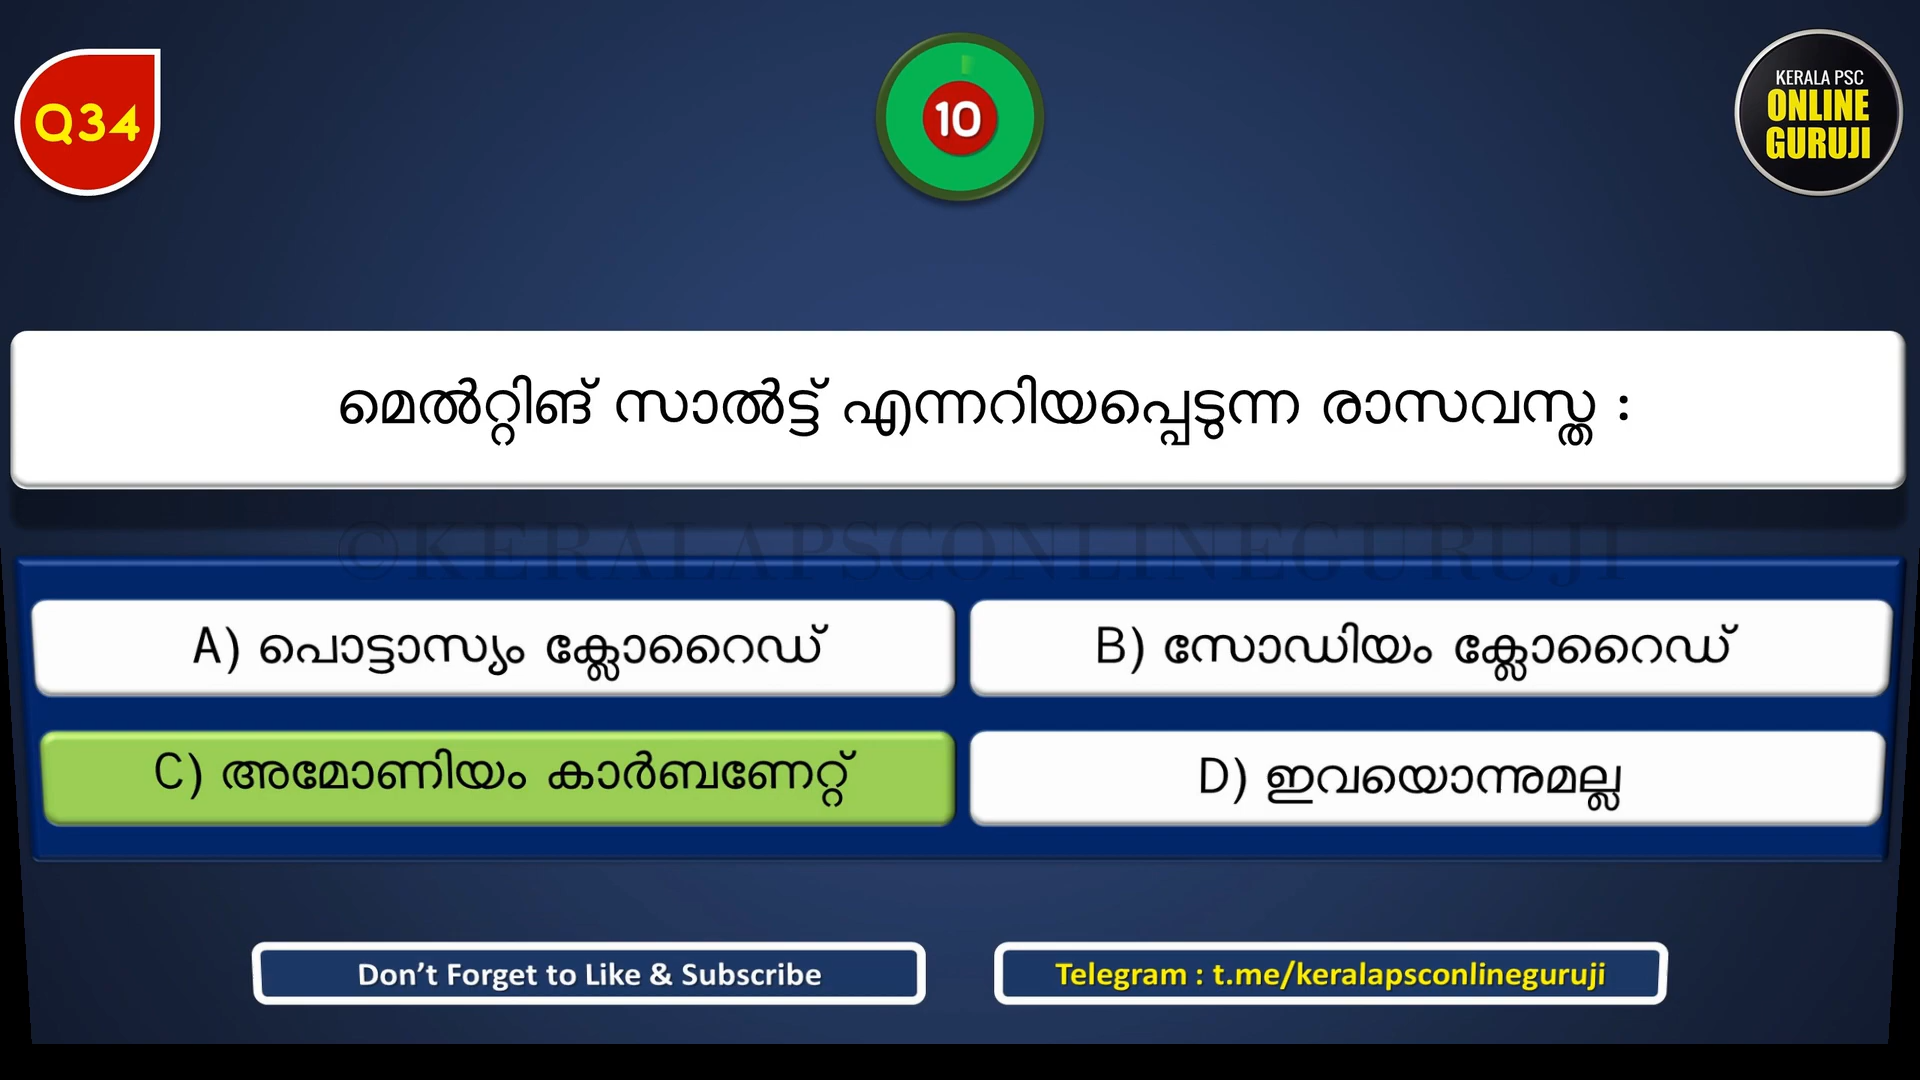 Q34
10
KERALA PSC
ONLINE
GURUJI
മെൽറ്റിങ് സാൽട്ട് എന്നറിയപ്പെടുന്ന രാസവസ്തു :
©KERALAPSCONLINEGURUJI
A) പൊട്ടാസ്യം ക്ലോറൈഡ്
B) സോഡിയം ക്ലോറൈഡ്
C) അമോണിയം കാർബണേറ്റ്
D) ഇവയൊന്നുമല്ല
Don’t Forget to Like & Subscribe
Telegram : t.me/keralapsconlineguruji